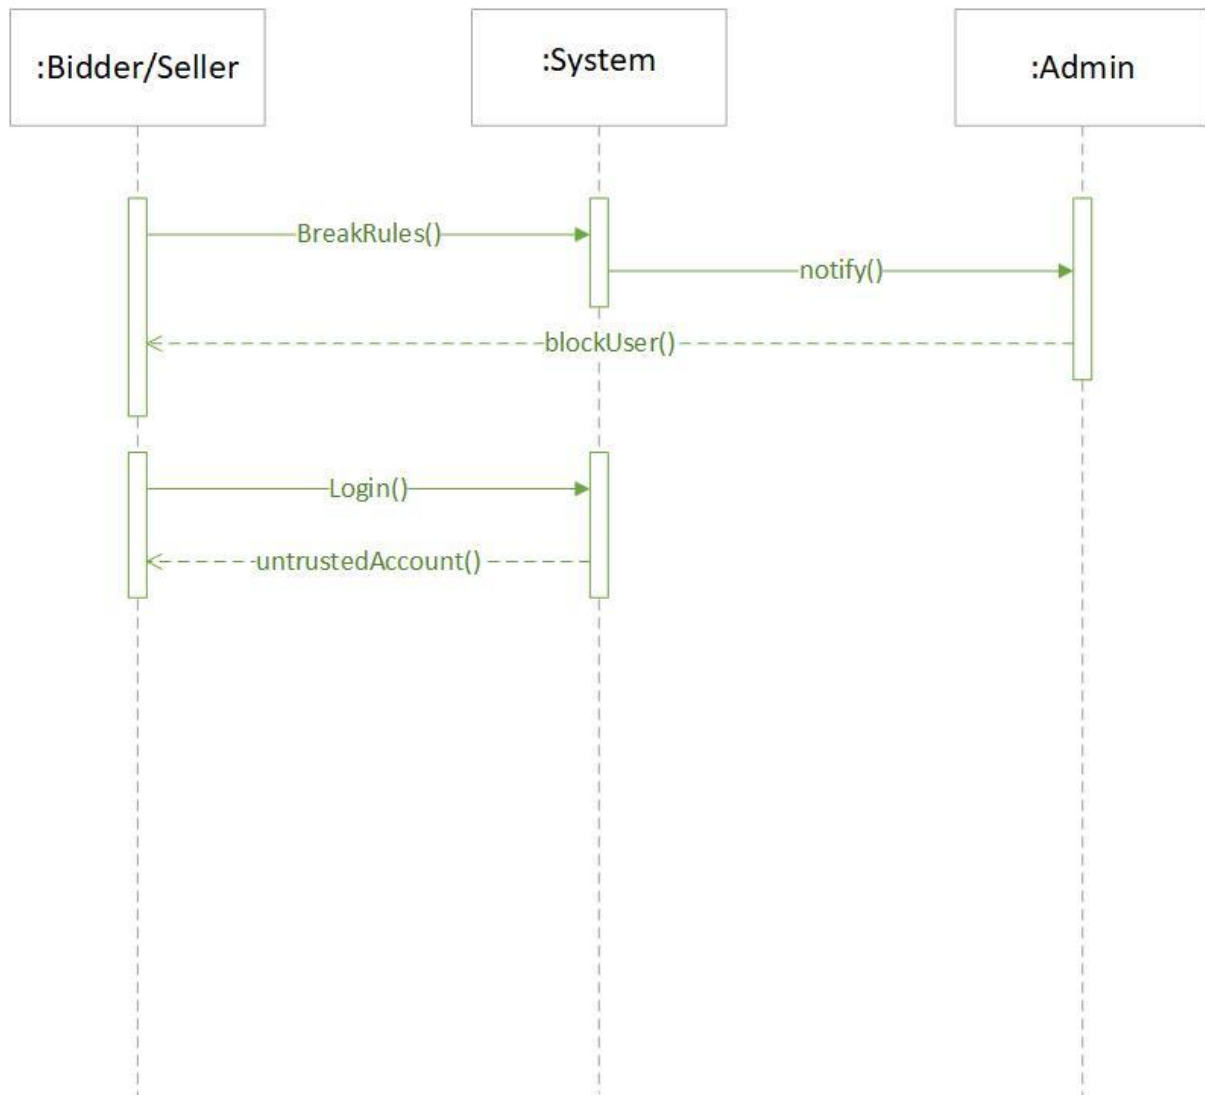 :Bidder/Seller
:System
:Admin
BreakRules()
notify()
blockUser()
Login()
untrustedAccount()